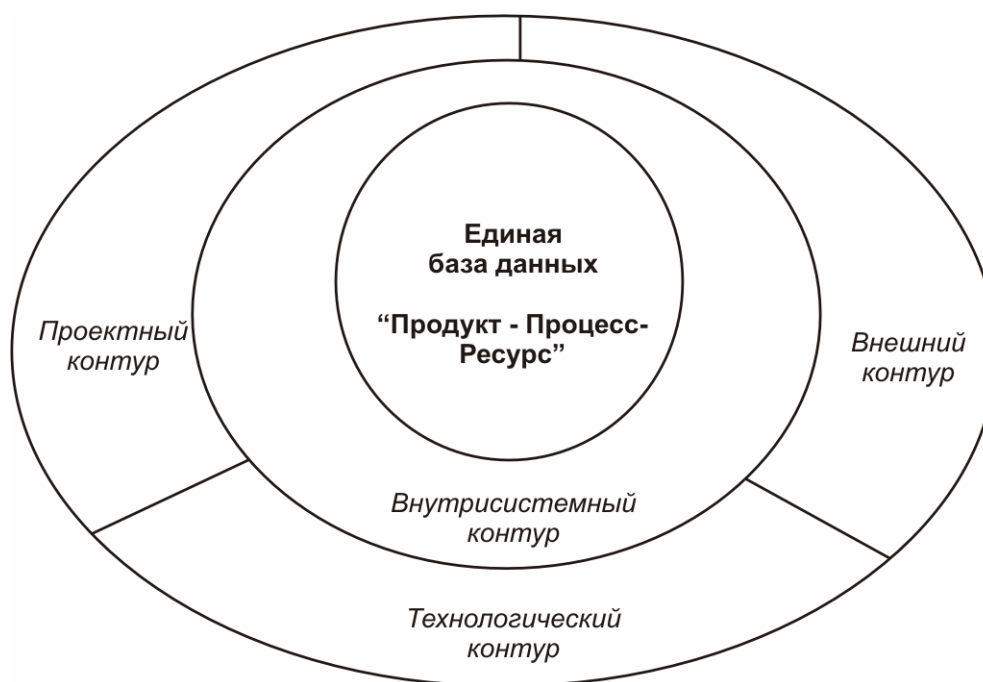 Единая
база данных
“Продукт - Процесс-
Ресурс”
Проектный
контур
Внешний
контур
Внутрисистемный
контур
Технологический
контур